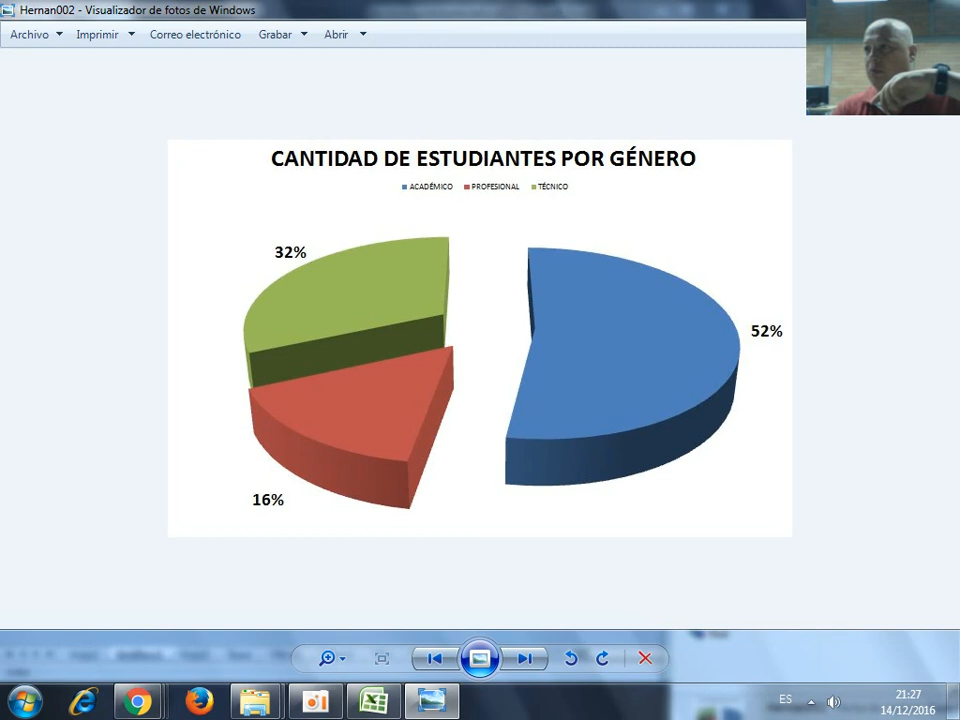 Hernan002 - Visualizador de fotos de Windows
Archivo Imprimir Correo electrónico Grabar Abrir
CANTIDAD DE ESTUDIANTES POR GÉNERO
ACADÉMICO PROFESIONAL TÉCNICO
32%
52%
16%
ES
21:27
14/12/2016